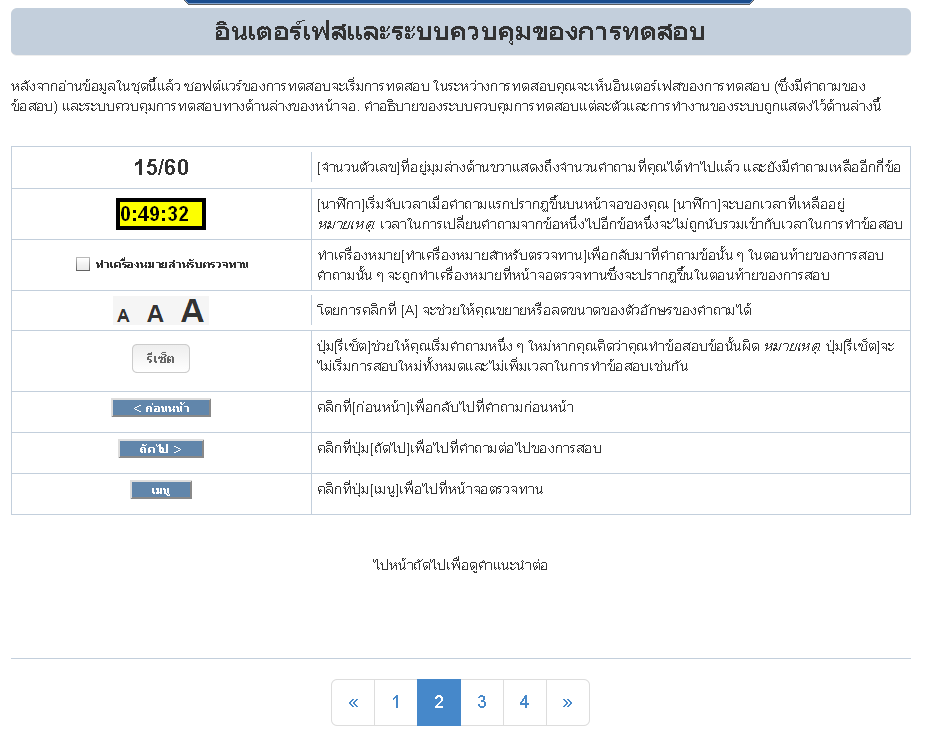 อินเตอร์เฟสและระบบควบคุมของการทดสอบ
หลังจากอ่านข้อมูลในชุดนี้แล้ว ซอฟต์แวร์ของการทดสอบจะเริ่มการทดสอบ ในระหว่างการทดสอบคุณจะเห็นอินเตอร์เฟสของการทดสอบ (ซึ่งมีคำถามของ
ข้อสอบ) และระบบควบคุมการทดสอบทางด้านล่างของหน้าจอ. คำอธิบายของระบบควบคุมการทดสอบแต่ละตัวและการทำงานของระบบถูกแสดงไว้ด้านล่างนี้
15/60
[จำนวนตัวเลข]ที่อยู่มุมล่างด้านขวาแสดงถึงจำนวนคำถามที่คุณได้ทำไปแล้ว และยังมีคำถามเหลืออีกกี่ข้อ
0:49:32
[นาฬิกา]เริ่มจับเวลาเมื่อคำถามแรกปรากฏขึ้นบนหน้าจอของคุณ [นาฬิกา]จะบอกเวลาที่เหลืออยู่
หมายเหตุ: เวลาในการเปลี่ยนคำถามจากข้อหนึ่งไปอีกข้อหนึ่งจะไม่ถูกนับรวมเข้ากับเวลาในการทำข้อสอบ
ทำเครื่องหมายสำหรับตรวจทาน
ทำเครื่องหมาย[ทำเครื่องหมายสำหรับตรวจทาน]เพื่อกลับมาที่คำถามข้อนั้น ๆ ในตอนท้ายของการสอบ
คำถามนั้น ๆ จะถูกทำเครื่องหมายที่หน้าจอตรวจทานซึ่งจะปรากฏขึ้นในตอนท้ายของการสอบ
A A A
โดยการคลิกที่ [A] จะช่วยให้คุณขยายหรือลดขนาดของตัวอักษรของคำถามได้
รีเซ็ต
ปุ่ม[รีเซ็ต]ช่วยให้คุณเริ่มคำถามหนึ่ง ๆ ใหม่หากคุณคิดว่าคุณทำข้อสอบข้อนั้นผิด หมายเหตุ: ปุ่ม[รีเซ็ต]จะ
ไม่เริ่มการสอบใหม่ทั้งหมดและไม่เพิ่มเวลาในการทำข้อสอบเช่นกัน
< ก่อนหน้า
คลิกที่[ก่อนหน้า]เพื่อกลับไปที่คำถามก่อนหน้า
ถัดไป >
คลิกที่ปุ่ม[ถัดไป]เพื่อไปที่คำถามต่อไปของการสอบ
เมนู
คลิกที่ปุ่ม[เมนู]เพื่อไปที่หน้าจอตรวจทาน
ไปหน้าถัดไปเพื่อดูคำแนะนำต่อ
« 1 2 3 4 »